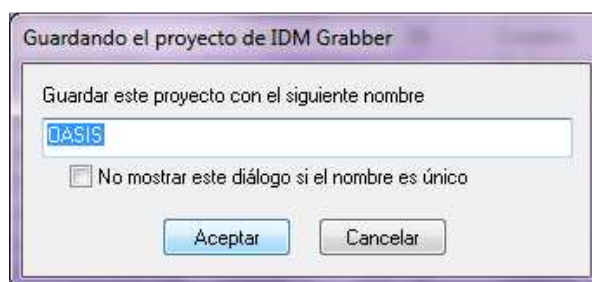 Guardando el proyecto de IDM Grabber
Guardar este proyecto con el siguiente nombre
OASIS
No mostrar este diálogo si el nombre es único
Aceptar Cancelar